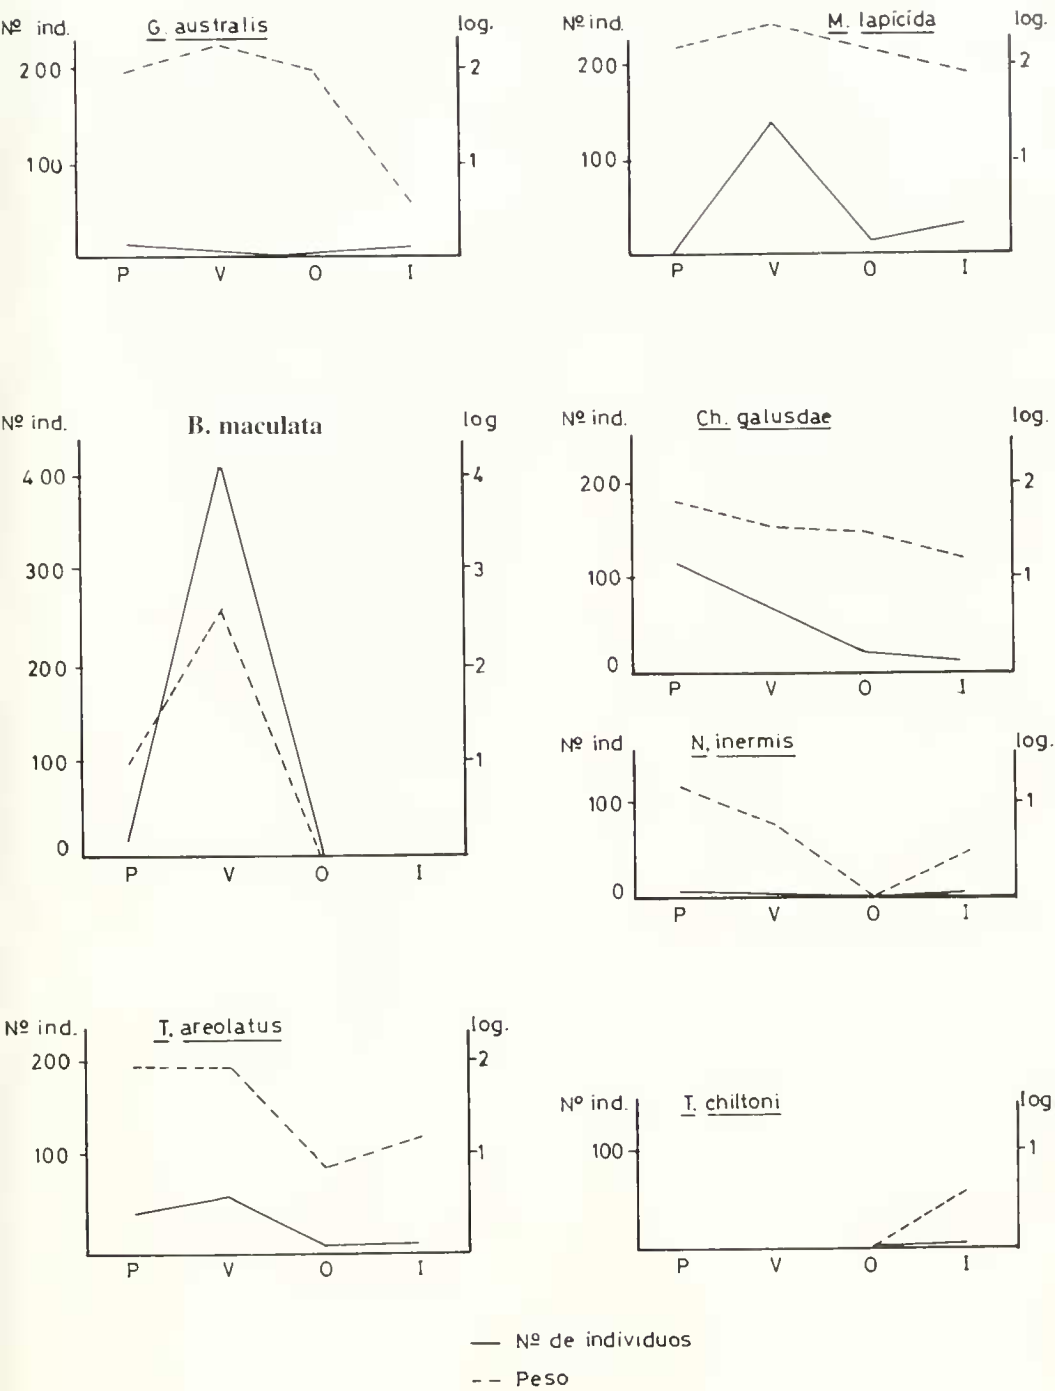 Nº ind. G. australis log.
200 2
100 1
P V O I
Nº ind. M. lapicida log.
200 2
100 1
P V O I
Nº ind. B. maculata log
400 4
300 3
200 2
100 1
0
P V O I
Nº ind. Ch. galusdae log.
200 2
100 1
0
P V O I
Nº ind N. inermis log.
100 1
0
P V O I
Nº ind. T. areolatus log.
200 2
100 1
P V O I
Nº ind. T. chiltoni log
100 1
P V O I
— Nº de individuos
-- Peso